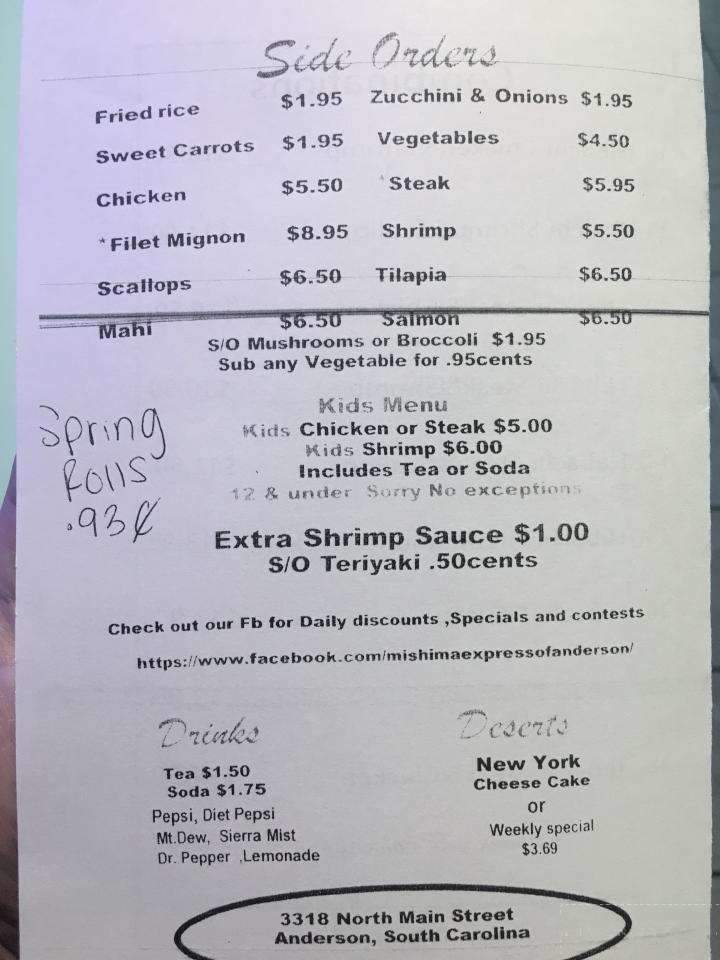 Side Orders
Fried rice $1.95 Zucchini & Onions $1.95
Sweet Carrots $1.95 Vegetables $4.50
Chicken $5.50 *Steak $5.95
*Filet Mignon $8.95 Shrimp $5.50
Scallops $6.50 Tilapia $6.50
Mahi $6.50 Salmon $6.50
S/O Mushrooms or Broccoli $1.95
Sub any Vegetable for .95cents
Kids Menu
Kids Chicken or Steak $5.00
Kids Shrimp $6.00
Includes Tea or Soda
12 & under Sorry No exceptions
Spring
Rolls
.93¢
Extra Shrimp Sauce $1.00
S/O Teriyaki .50cents
Check out our Fb for Daily discounts ,Specials and contests
https://www.facebook.com/mishimaexpressofanderson/
Drinks
Tea $1.50
Soda $1.75
Pepsi, Diet Pepsi
Mt.Dew, Sierra Mist
Dr. Pepper ,Lemonade
Deserts
New York
Cheese Cake
or
Weekly special
$3.69
3318 North Main Street
Anderson, South Carolina